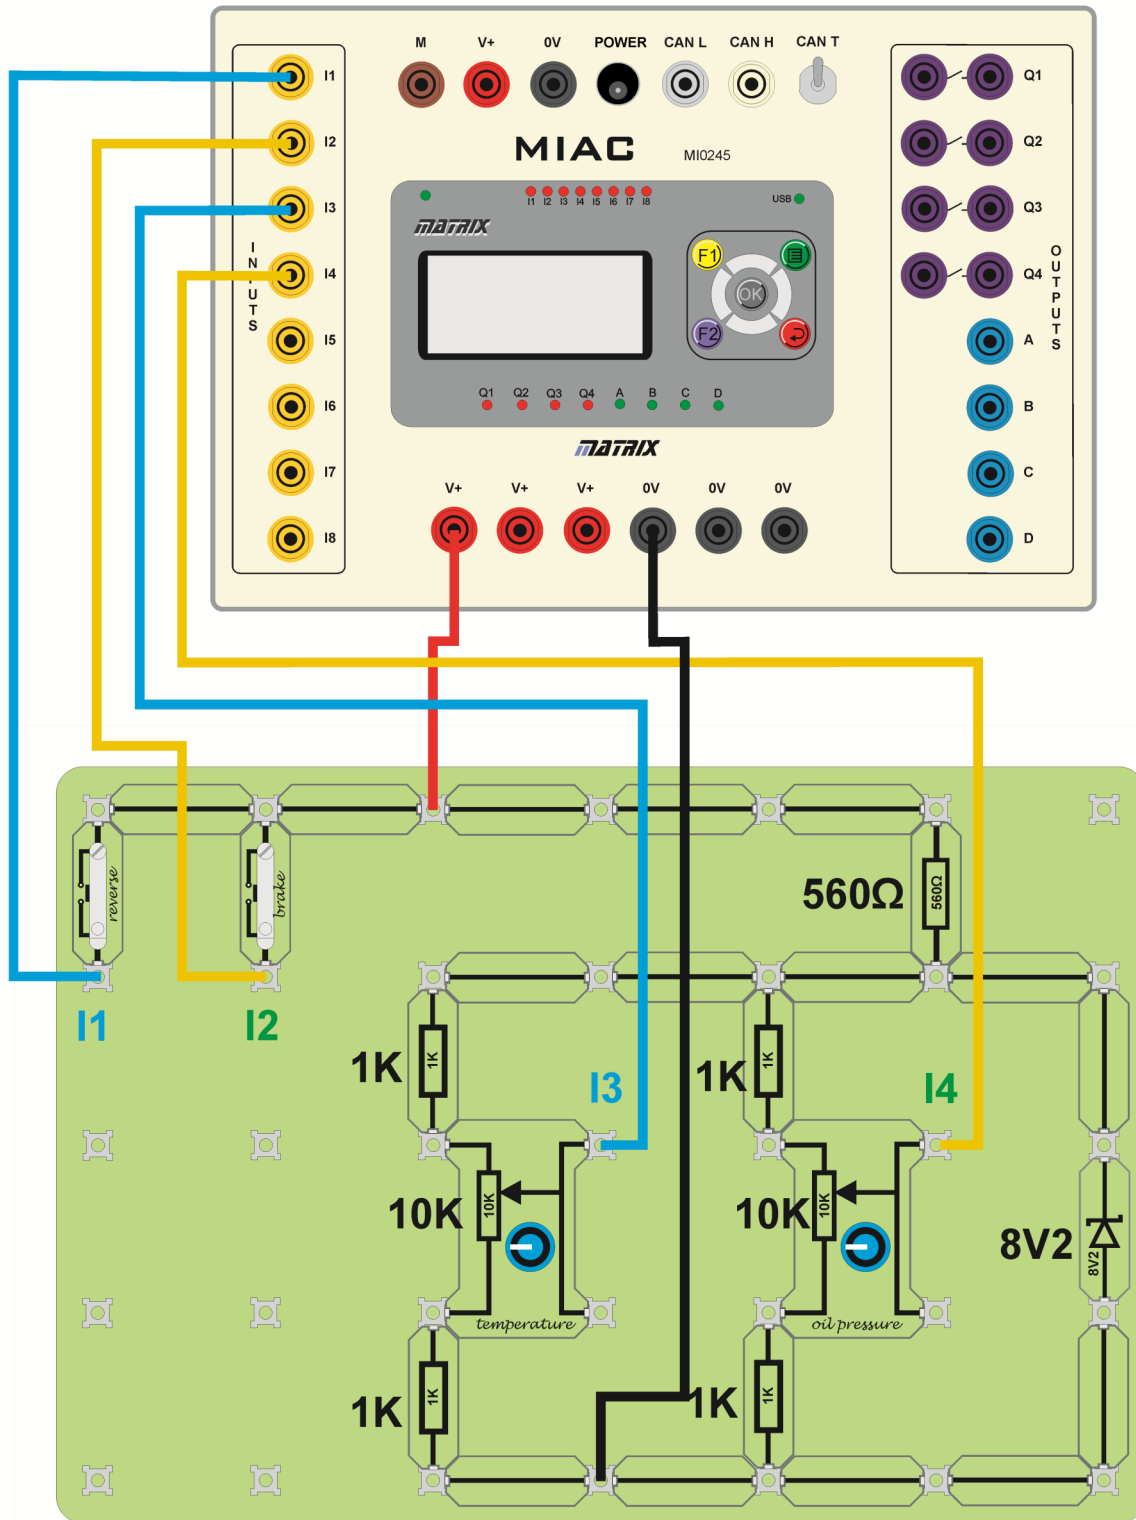 M V+ 0V POWER CAN L CAN H CAN T
I1
I2
I3
I4
I5
I6
I7
I8
INPUTS
MIAC MI0245
I1 I2 I3 I4 I5 I6 I7 I8
USB
MATRIX
F1
OK
F2
Q1 Q2 Q3 Q4 A B C D
MATRIX
V+ V+ V+ 0V 0V 0V
Q1
Q2
Q3
Q4
A
B
C
D
OUTPUTS
reverse
brake
560Ω 560Ω
I1 I2
1K 1K
I3
1K 1K
I4
10K 10K
10K 10K
8V2 8V2
temperature
oil pressure
1K 1K
1K 1K